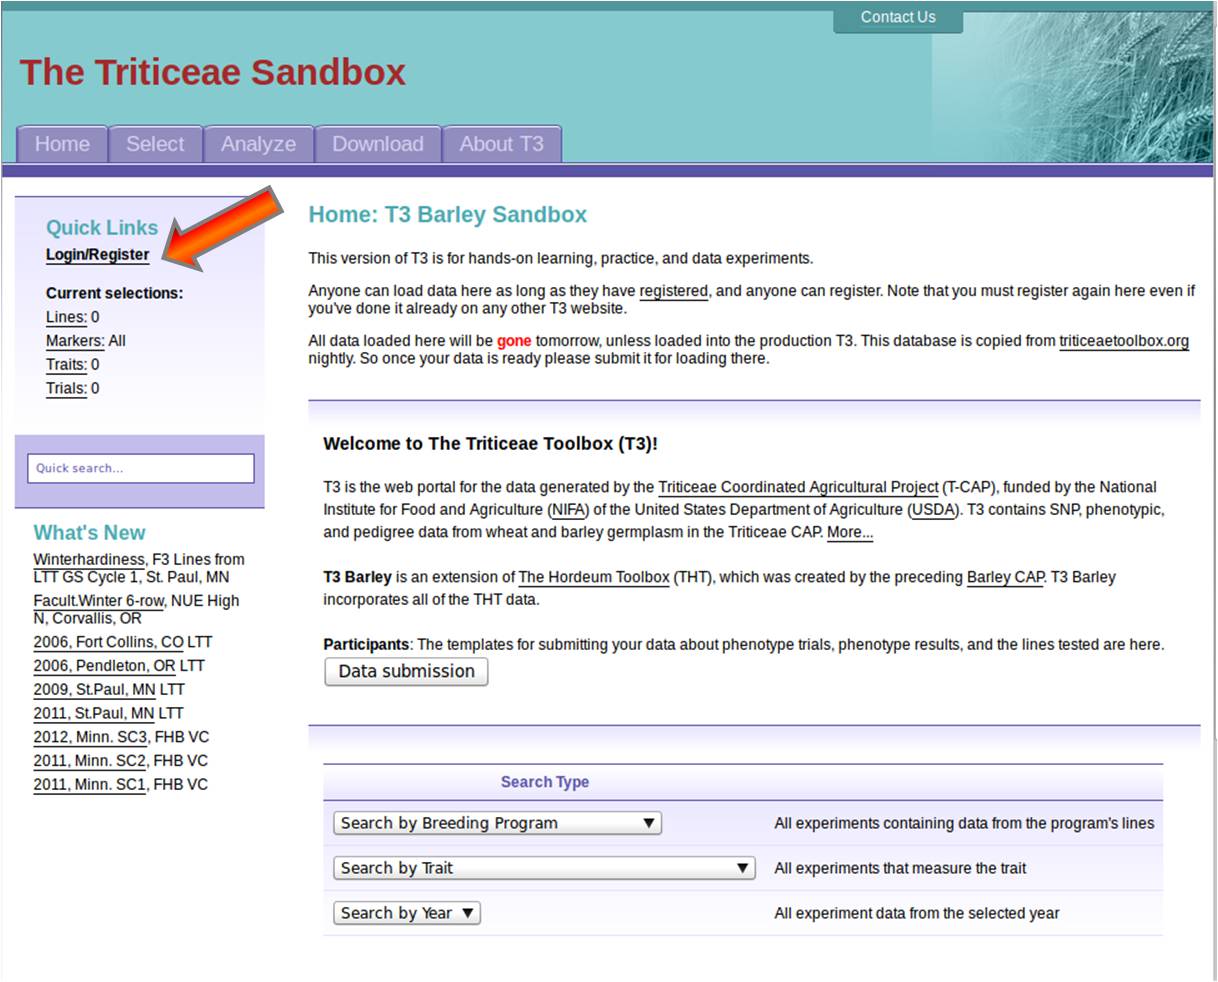 Contact Us
The Triticeae Sandbox
Home
Select
Analyze
Download
About T3
Quick Links
Login/Register
Current selections:
Lines: 0
Markers: All
Traits: 0
Trials: 0
Quick search...
What's New
Winterhardiness, F3 Lines from
LTT GS Cycle 1, St. Paul, MN
Facult.Winter 6-row, NUE High
N, Corvallis, OR
2006, Fort Collins, CO LTT
2006, Pendleton, OR LTT
2009, St.Paul, MN LTT
2011, St.Paul, MN LTT
2012, Minn. SC3, FHB VC
2011, Minn. SC2, FHB VC
2011, Minn. SC1, FHB VC
Home: T3 Barley Sandbox
This version of T3 is for hands-on learning, practice, and data experiments.
Anyone can load data here as long as they have registered, and anyone can register. Note that you must register again here even if
you've done it already on any other T3 website.
All data loaded here will be gone tomorrow, unless loaded into the production T3. This database is copied from triticeaetoolbox.org
nightly. So once your data is ready please submit it for loading there.
Welcome to The Triticeae Toolbox (T3)!
T3 is the web portal for the data generated by the Triticeae Coordinated Agricultural Project (T-CAP), funded by the National
Institute for Food and Agriculture (NIFA) of the United States Department of Agriculture (USDA). T3 contains SNP, phenotypic,
and pedigree data from wheat and barley germplasm in the Triticeae CAP. More...
T3 Barley is an extension of The Hordeum Toolbox (THT), which was created by the preceding Barley CAP. T3 Barley
incorporates all of the THT data.
Participants: The templates for submitting your data about phenotype trials, phenotype results, and the lines tested are here.
Data submission
Search Type
Search by Breeding Program
All experiments containing data from the program's lines
Search by Trait
All experiments that measure the trait
Search by Year
All experiment data from the selected year